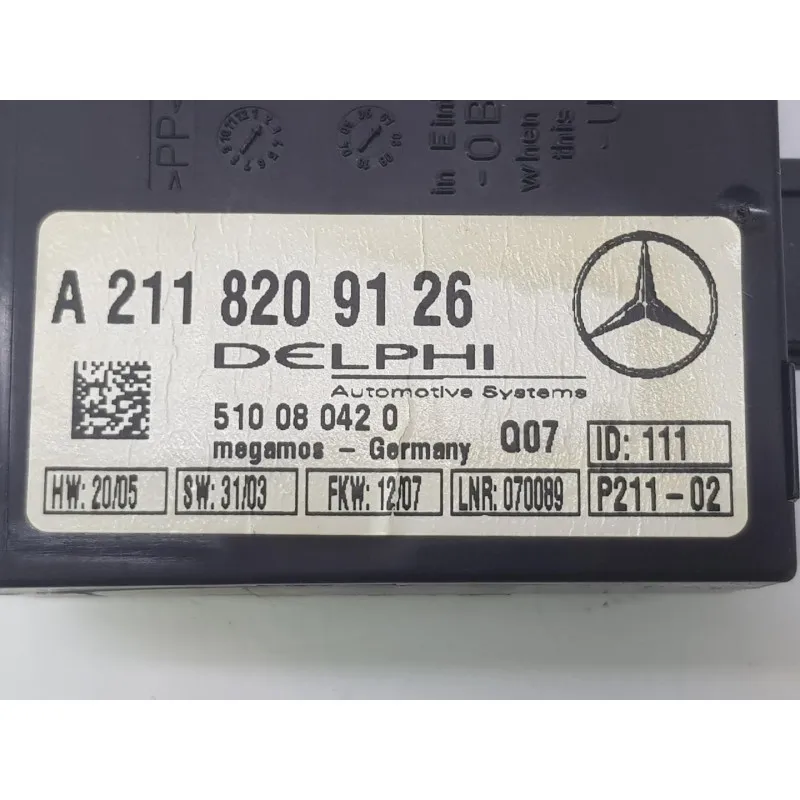 >PP<
in Ein
-OB
when
this
-U
A 211 820 91 26
DELPHI
Automotive Systems
510 08 042 0
megamos - Germany
Q07
ID: 111
HW: 20/05
SW: 31/03
FKW: 12/07
LNR: 070089
P211-02